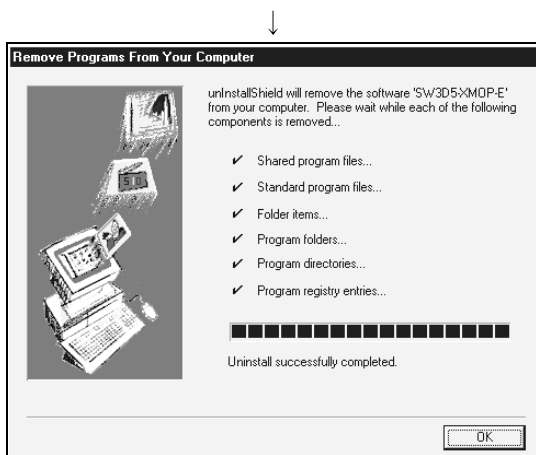 Remove Programs From Your Computer
unInstallShield will remove the software 'SW3D5-XMOP-E'
from your computer. Please wait while each of the following
components is removed...
Shared program files...
Standard program files...
Folder items...
Program folders...
Program directories...
Program registry entries...
Uninstall successfully completed.
OK